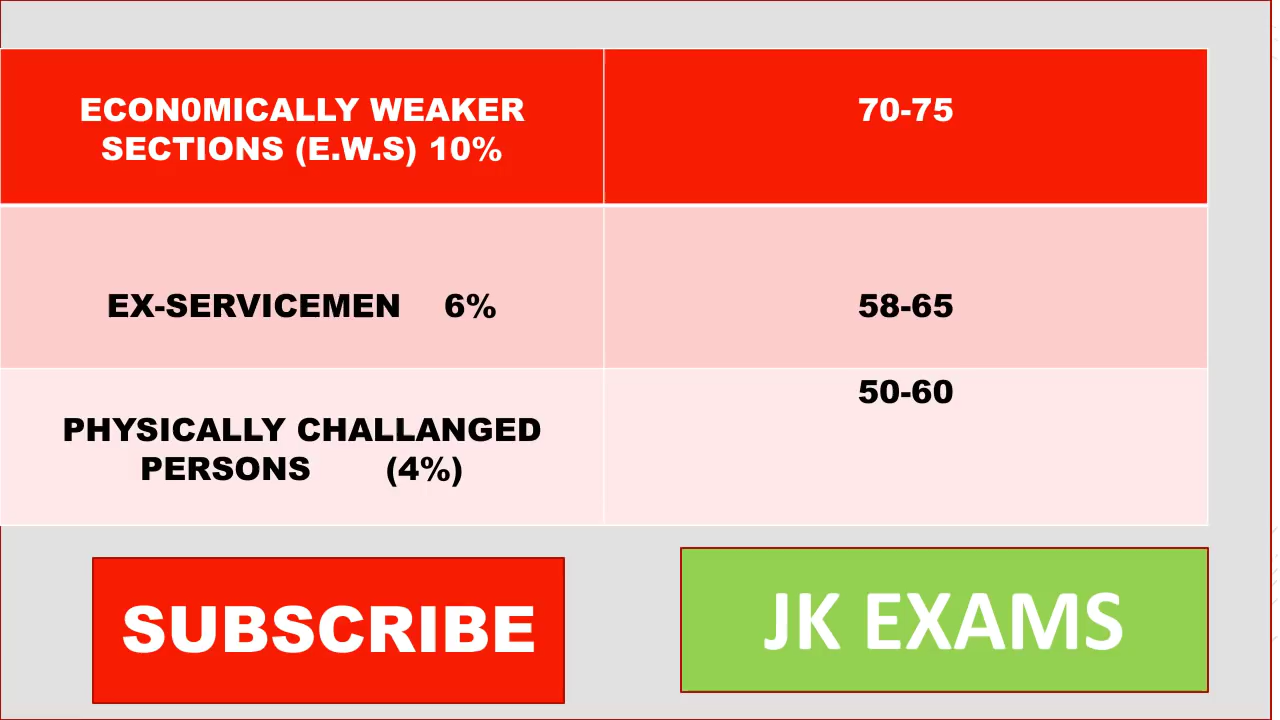 ECON0MICALLY WEAKER
SECTIONS (E.W.S) 10%
70-75
EX-SERVICEMEN 6%
58-65
PHYSICALLY CHALLANGED
PERSONS (4%)
50-60
SUBSCRIBE
JK EXAMS